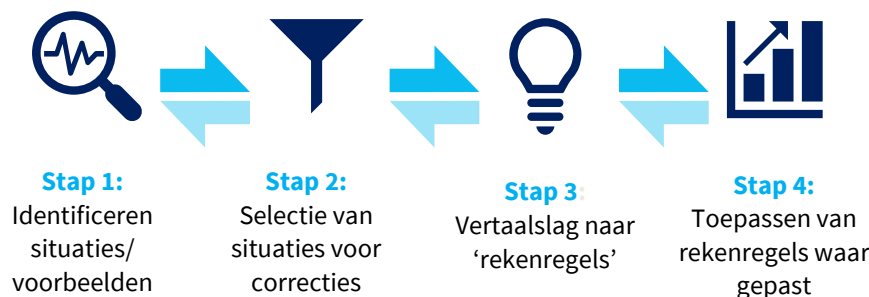 Stap 1:
Identificeren
situaties/
voorbeelden
Stap 2:
Selectie van
situaties voor
correcties
Stap 3:
Vertaalslag naar
‘rekenregels’
Stap 4:
Toepassen van
rekenregels waar
gepast